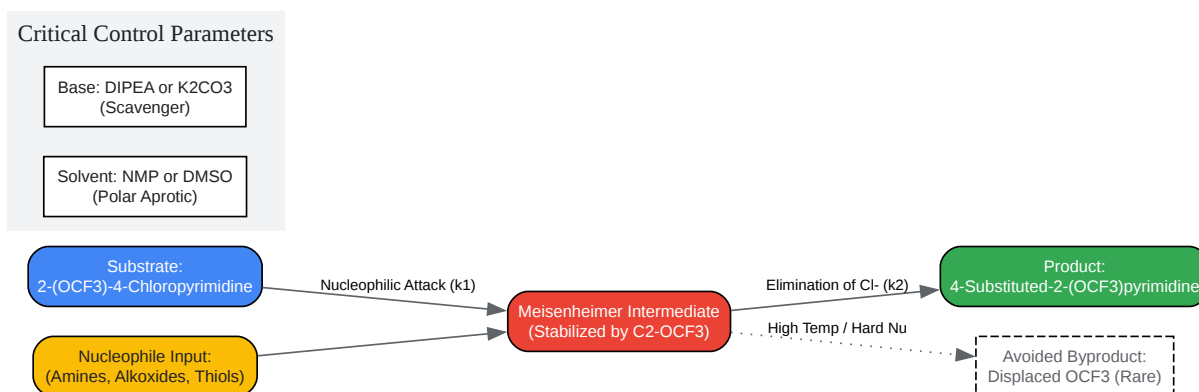 Critical Control Parameters
Base: DIPEA or K2CO3
(Scavenger)
Solvent: NMP or DMSO
(Polar Aprotic)
Substrate:
2-(OCF3)-4-Chloropyrimidine
Nucleophilic Attack (k1)
Nucleophile Input:
(Amines, Alkoxides, Thiols)
Meisenheimer Intermediate
(Stabilized by C2-OCF3)
Elimination of Cl- (k2)
High Temp / Hard Nu
Product:
4-Substituted-2-(OCF3)pyrimidine
Avoided Byproduct:
Displaced OCF3 (Rare)